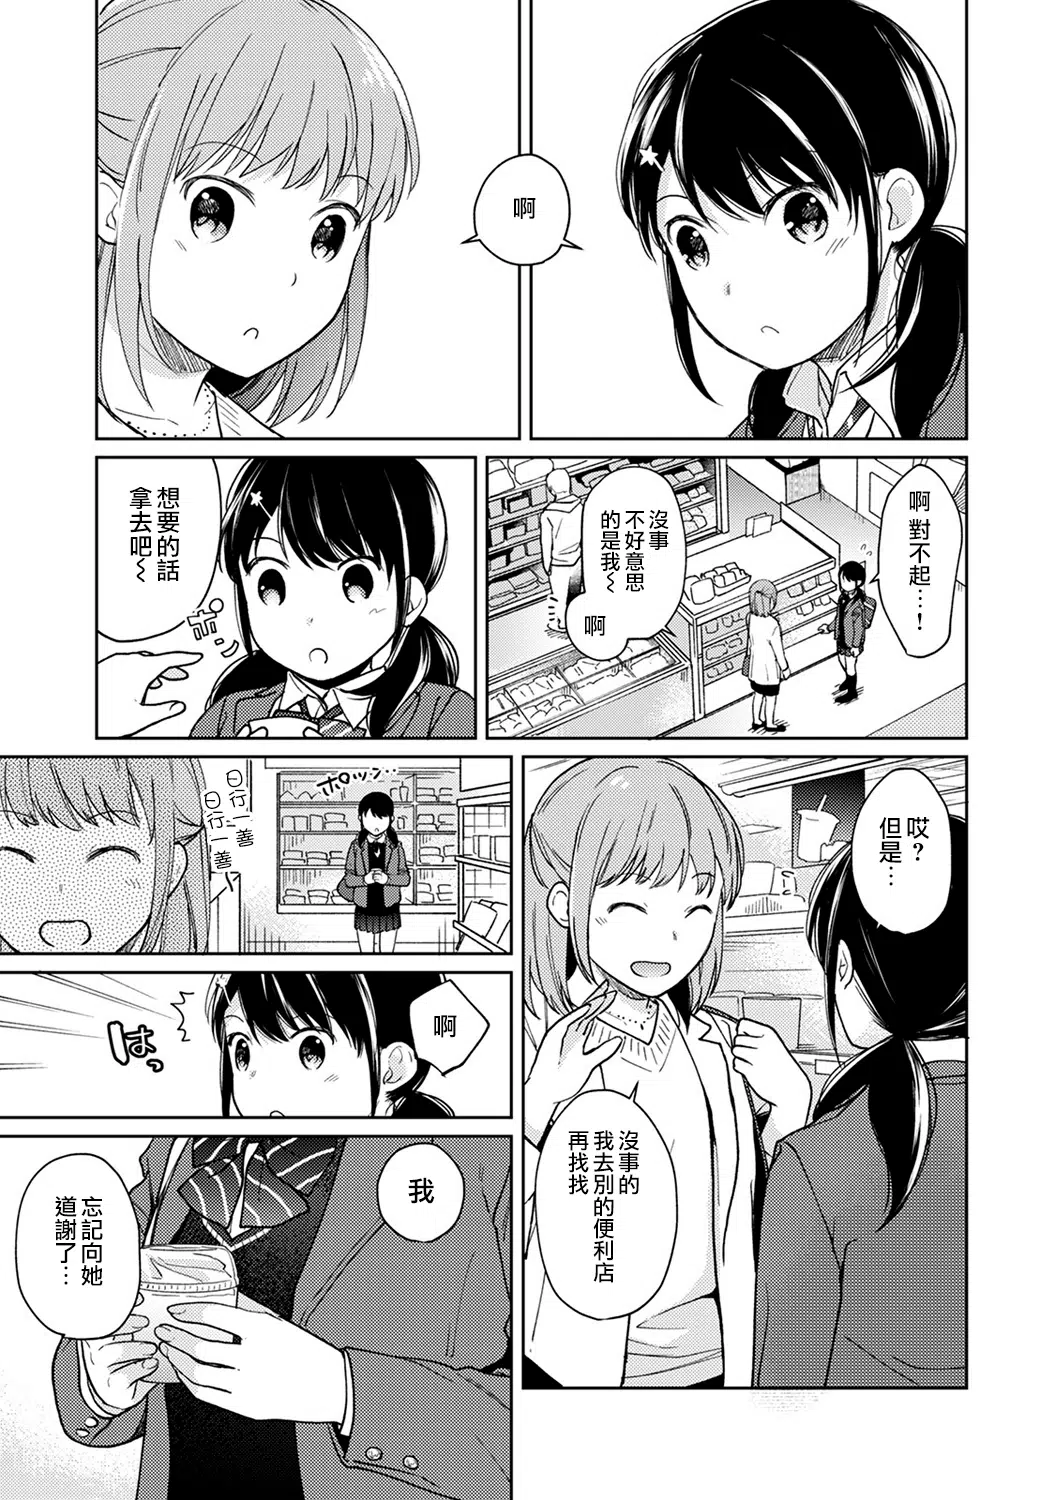 啊
啊
對不起…！
沒事
不好意思
的是我～
啊
想要的話
拿去吧～
ポン
哎？
但是…
沒事的
我去別的便利店
再找找
ポツン…
日行一善
日行一善
啊
はっ
我
忘記向她
道謝了…